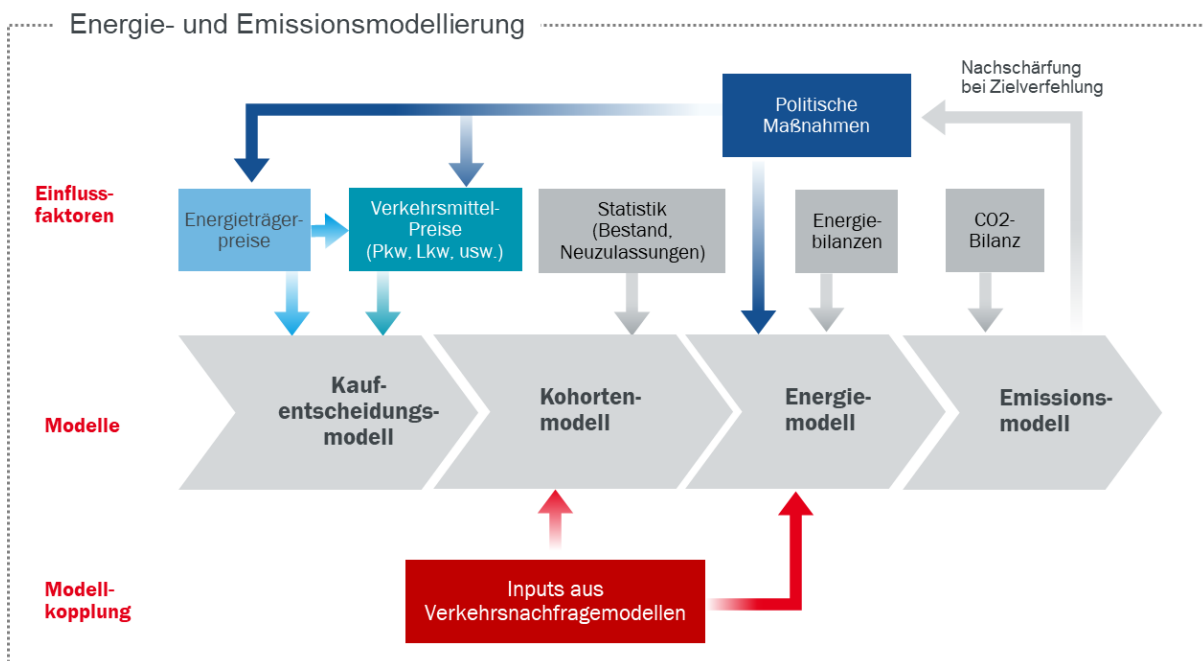 Energie- und Emissionsmodellierung
Nachschärfung
bei Zielverfehlung
Politische
Maßnahmen
Einfluss-
faktoren
Energieträger-
preise
Verkehrsmittel-
Preise
(Pkw, Lkw, usw.)
Statistik
(Bestand,
Neuzulassungen)
Energie-
bilanzen
CO2-
Bilanz
Modelle
Kauf-
entscheidungs-
modell
Kohorten-
modell
Energie-
modell
Emissions-
modell
Modell-
kopplung
Inputs aus
Verkehrsnachfragemodellen